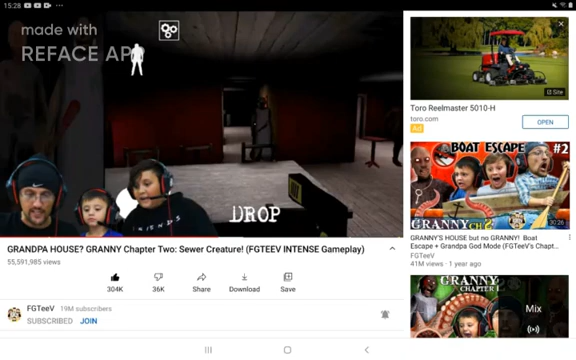 15:28
made with
REFACE AP
FRIENDS
DROP
GRANDPA HOUSE? GRANNY Chapter Two: Sewer Creature! (FGTEEV INTENSE Gameplay)
55,591,985 views
304K
36K
Share
Download
Save
FGTeeV 19M subscribers
SUBSCRIBED JOIN
Site
Toro Reelmaster 5010-H
toro.com
Ad
OPEN
BOAT ESCAPE #2
GRANNY CH
30:26
GRANNY'S HOUSE but no GRANNY! Boat
Escape + Grandpa God Mode (FGTeeV's Chapt...
FGTeeV
41M views · 1 year ago
GRANNY
CHAPTER
Mix